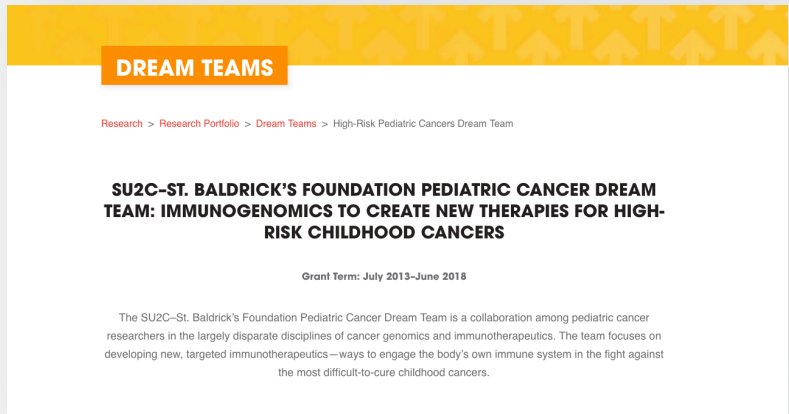 DREAM TEAMS
Research > Research Portfolio > Dream Teams > High-Risk Pediatric Cancers Dream Team
SU2C–ST. BALDRICK'S FOUNDATION PEDIATRIC CANCER DREAM
TEAM: IMMUNOGENOMICS TO CREATE NEW THERAPIES FOR HIGH-
RISK CHILDHOOD CANCERS
Grant Term: July 2013–June 2018
The SU2C–St. Baldrick's Foundation Pediatric Cancer Dream Team is a collaboration among pediatric cancer
researchers in the largely disparate disciplines of cancer genomics and immunotherapeutics. The team focuses on
developing new, targeted immunotherapeutics—ways to engage the body's own immune system in the fight against
the most difficult-to-cure childhood cancers.